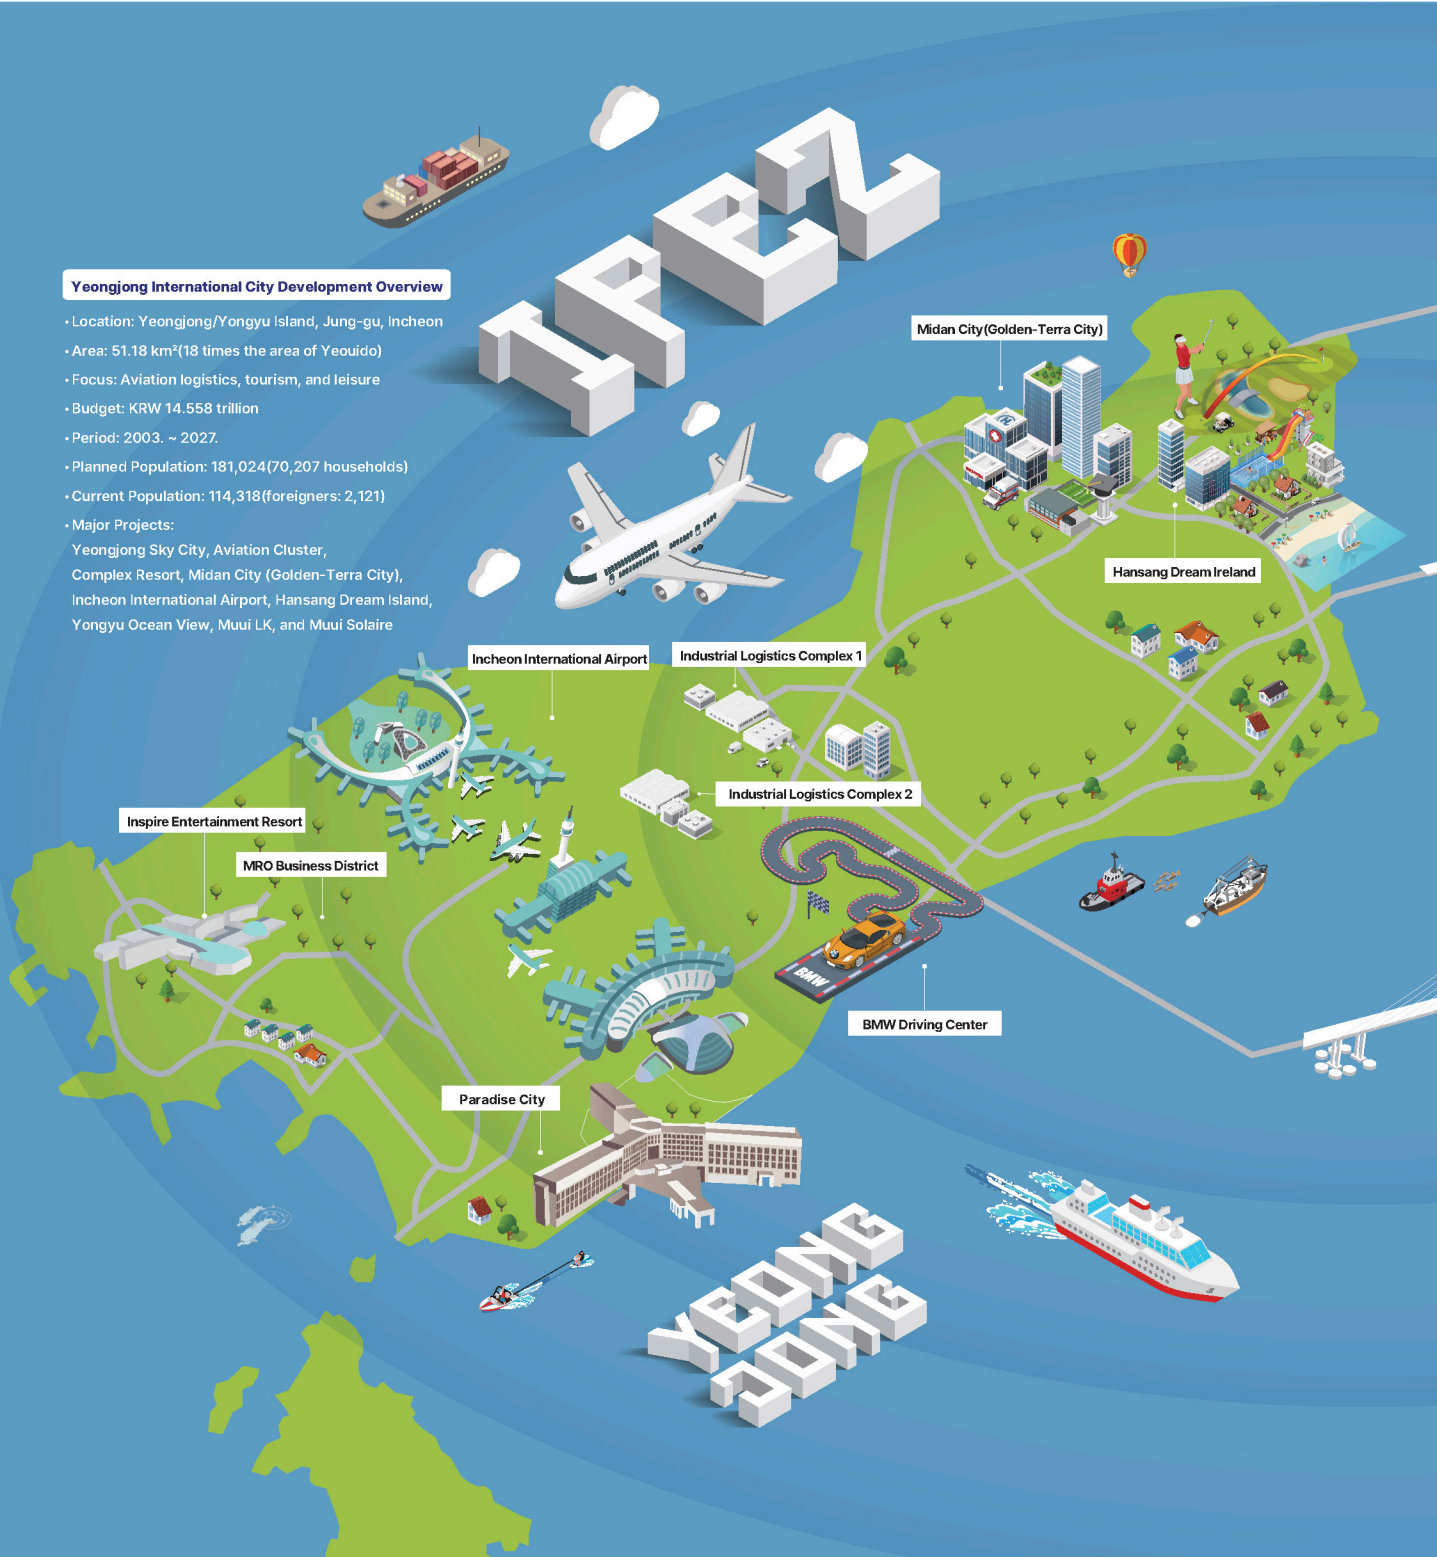 IFEZ
Yeongjong International City Development Overview
• Location: Yeongjong/Yongyu Island, Jung-gu, Incheon
• Area: 51.18 km²(18 times the area of Yeouido)
• Focus: Aviation logistics, tourism, and leisure
• Budget: KRW 14.558 trillion
• Period: 2003. ~ 2027.
• Planned Population: 181,024(70,207 households)
• Current Population: 114,318(foreigners: 2,121)
• Major Projects:
Yeongjong Sky City, Aviation Cluster,
Complex Resort, Midan City (Golden-Terra City),
Incheon International Airport, Hansang Dream Island,
Yongyu Ocean View, Muui LK, and Muui Solaire
Midan City(Golden-Terra City)
Hansang Dream Ireland
Incheon International Airport
Industrial Logistics Complex 1
Industrial Logistics Complex 2
Inspire Entertainment Resort
MRO Business District
BMW
BMW Driving Center
Paradise City
YEONG
JONG